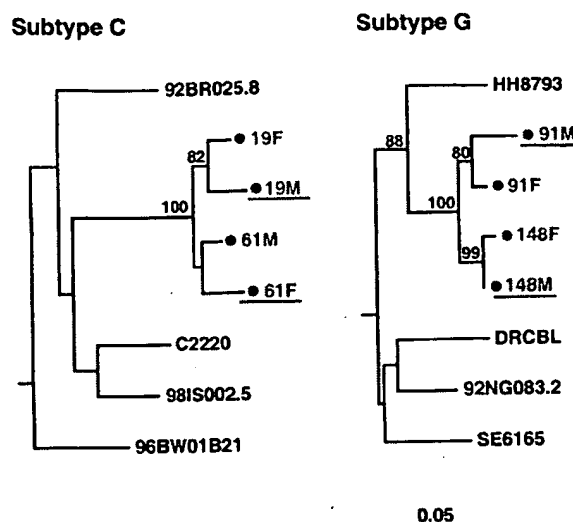 Subtype C
92BR025.8
82
19F
19M
100
61M
61F
C2220
98IS002.5
96BW01B21
Subtype G
HH8793
88
91M
80
91F
100
148F
99
148M
DRCBL
92NG083.2
SE6165
0.05